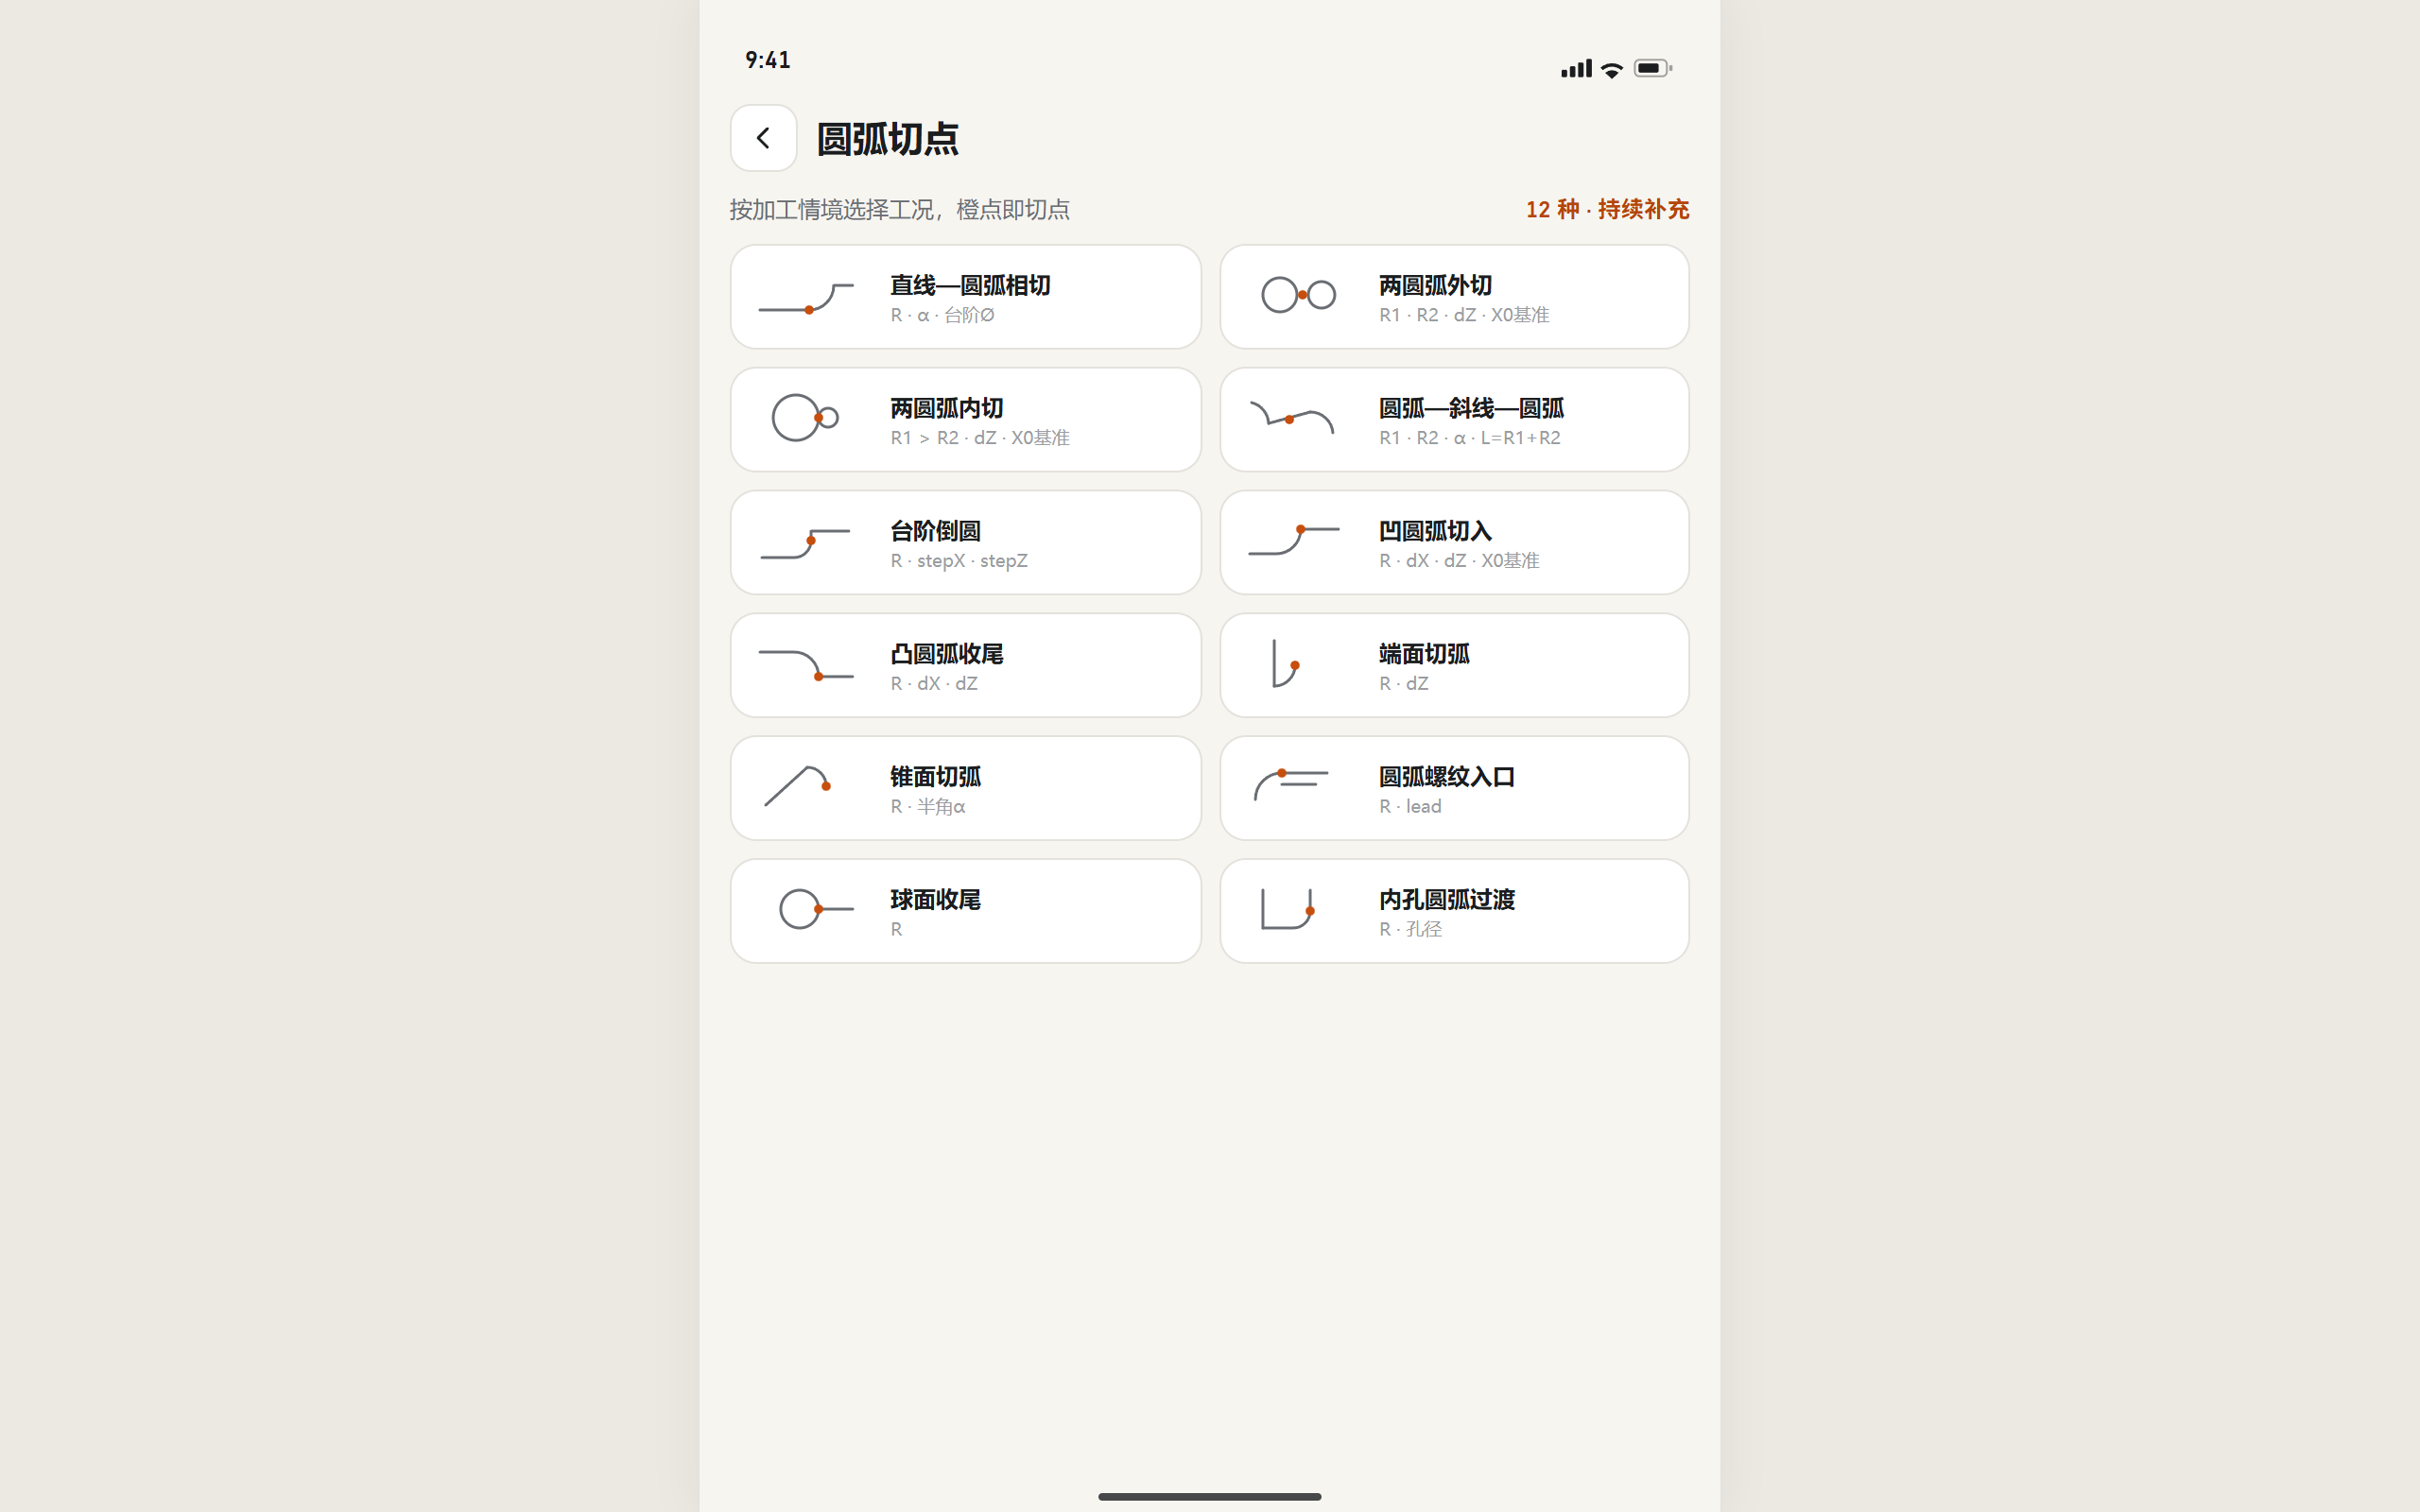 9:41
圆弧切点
按加工情境选择工况，橙点即切点
12 种 · 持续补充
直线—圆弧相切
R · α · 台阶Ø
两圆弧外切
R1 · R2 · dZ · X0基准
两圆弧内切
R1 > R2 · dZ · X0基准
圆弧—斜线—圆弧
R1 · R2 · α · L=R1+R2
台阶倒圆
R · stepX · stepZ
凹圆弧切入
R · dX · dZ · X0基准
凸圆弧收尾
R · dX · dZ
端面切弧
R · dZ
锥面切弧
R · 半角α
圆弧螺纹入口
R · lead
球面收尾
R
内孔圆弧过渡
R · 孔径